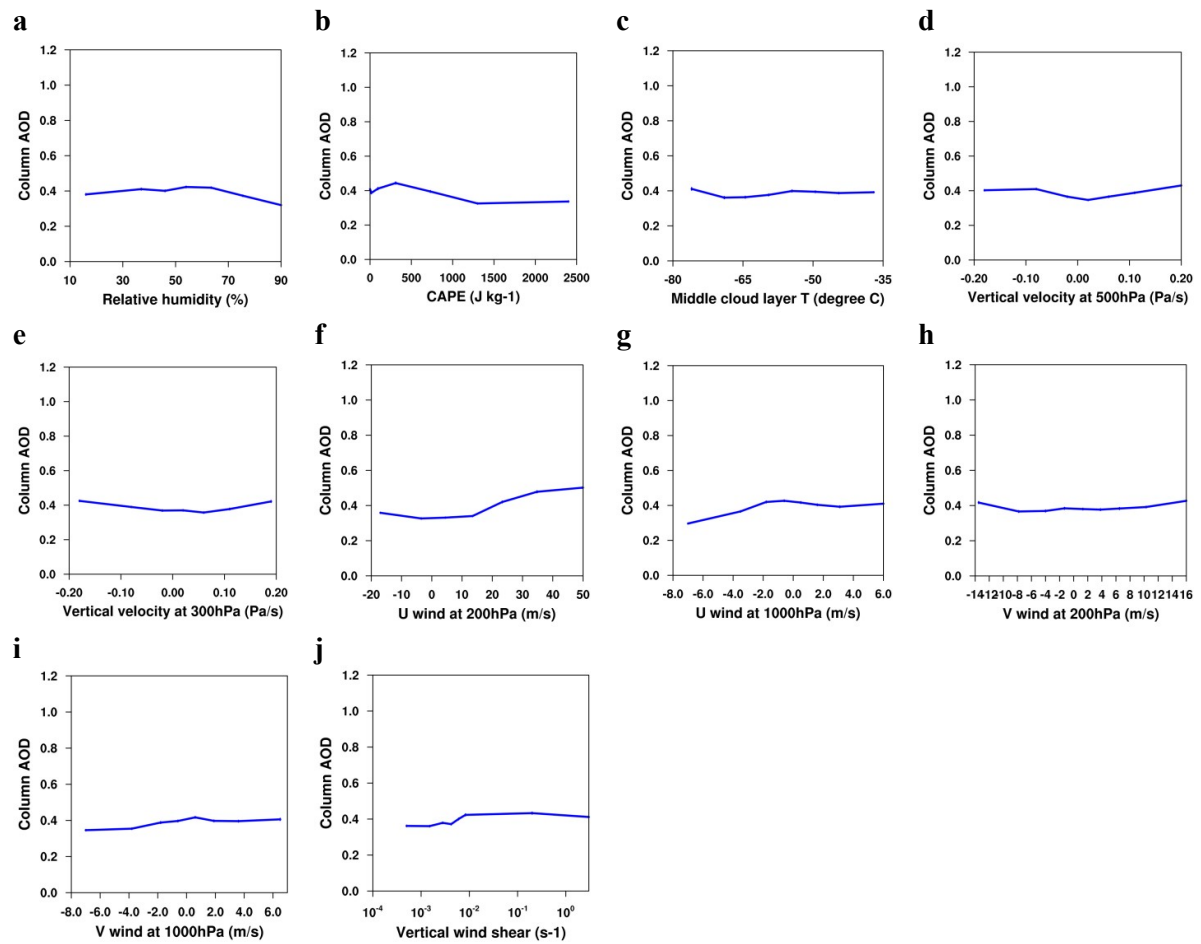 a
b
c
d
1.2 1.0 0.8 0.6 0.4 0.2 0.0
Column AOD
10 30 50 70 90
Relative humidity (%)
1.2 1.0 0.8 0.6 0.4 0.2 0.0
Column AOD
0 500 1000 1500 2000 2500
CAPE (J kg-1)
1.2 1.0 0.8 0.6 0.4 0.2 0.0
Column AOD
-80 -65 -50 -35
Middle cloud layer T (degree C)
1.2 1.0 0.8 0.6 0.4 0.2 0.0
Column AOD
-0.20 -0.10 0.00 0.10 0.20
Vertical velocity at 500hPa (Pa/s)
e
f
g
h
1.2 1.0 0.8 0.6 0.4 0.2 0.0
Column AOD
-0.20 -0.10 0.00 0.10 0.20
Vertical velocity at 300hPa (Pa/s)
1.2 1.0 0.8 0.6 0.4 0.2 0.0
Column AOD
-20 -10 0 10 20 30 40 50
U wind at 200hPa (m/s)
1.2 1.0 0.8 0.6 0.4 0.2 0.0
Column AOD
-8.0 -6.0 -4.0 -2.0 0.0 2.0 4.0 6.0
U wind at 1000hPa (m/s)
1.2 1.0 0.8 0.6 0.4 0.2 0.0
Column AOD
-14 -12 -10 -8 -6 -4 -2 0 2 4 6 8 10 12 14 16
V wind at 200hPa (m/s)
i
j
1.2 1.0 0.8 0.6 0.4 0.2 0.0
Column AOD
-8.0 -6.0 -4.0 -2.0 0.0 2.0 4.0 6.0
V wind at 1000hPa (m/s)
1.2 1.0 0.8 0.6 0.4 0.2 0.0
Column AOD
10⁻⁴ 10⁻³ 10⁻² 10⁻¹ 10⁰
Vertical wind shear (s-1)